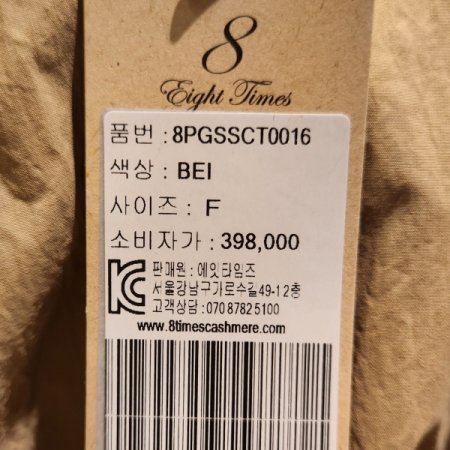 8
Eight Times
품번 : 8PGSSCT0016
색상 : BEI
사이즈 : F
소비자가 : 398,000
판매원 : 에잇타임즈
서울강남구가로수길49-12층
고객상담 : 070 8782 5100
www.8timescashmere.com